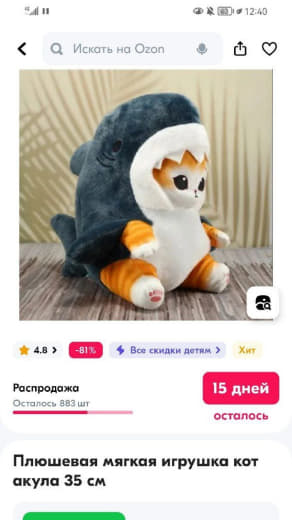 12:40
Искать на Ozon
4.8
-81%
Все скидки детям
Хит
Распродажа
Осталось 883 шт
15 дней
осталось
Плюшевая мягкая игрушка кот
акула 35 см